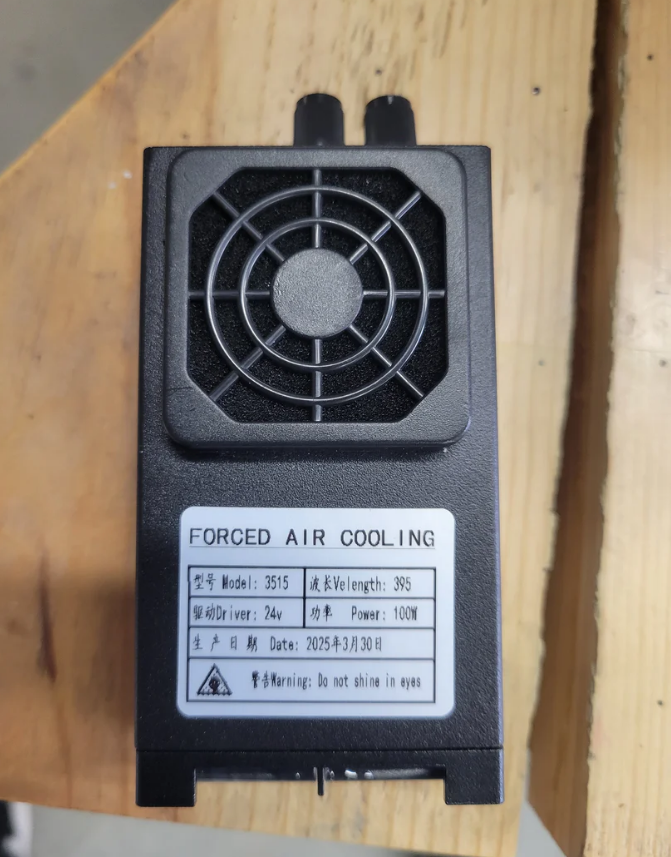 FORCED AIR COOLING
型号 Model: 3515 波长Velength: 395
驱动Driver: 24v 功率 Power: 100W
生产日期 Date: 2025年3月30日
警告Warning: Do not shine in eyes